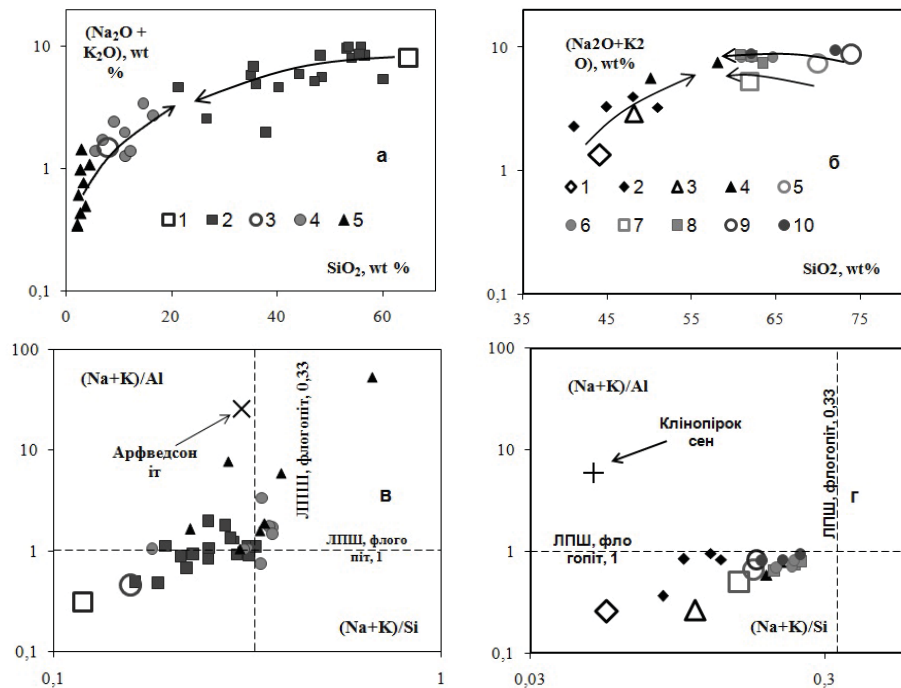 10
(Na₂O +
K₂O), wt
%
1
0,1
а
1
2
3
4
5
SiO₂, wt %
0
20
40
60
100
10
1
0,1
(Na2O+K2
O), wt%
б
1
2
3
4
5
6
7
8
9
10
SiO2, wt%
35
45
55
65
75
100
10
1
0,1
(Na+K)/Al
Арфведсон
іт
ЛПШ, флогопіт, 0,33
в
ЛПШ, флого
піт, 1
(Na+K)/Si
0,1
1
100
10
1
0,1
(Na+K)/Al
Клінопірок
сен
ЛПШ, флогопіт, 0,33
г
ЛПШ, фло
гопіт, 1
(Na+K)/Si
0,03
0,3